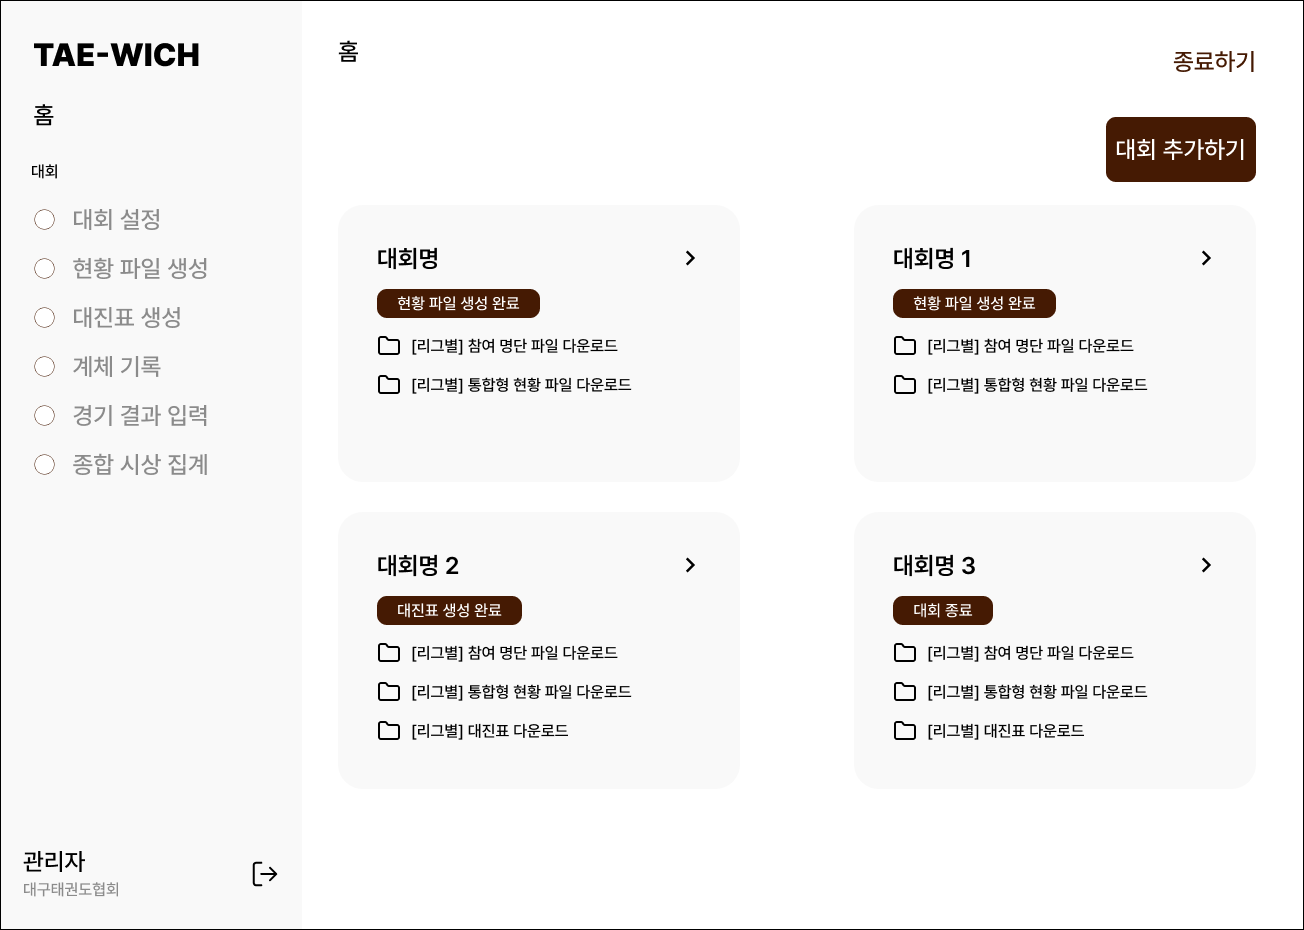 TAE-WICH
홈
대회
대회 설정
현황 파일 생성
대진표 생성
계체 기록
경기 결과 입력
종합 시상 집계
관리자
대구태권도협회
홈
종료하기
대회 추가하기
대회명
현황 파일 생성 완료
[리그별] 참여 명단 파일 다운로드
[리그별] 통합형 현황 파일 다운로드
대회명 1
현황 파일 생성 완료
[리그별] 참여 명단 파일 다운로드
[리그별] 통합형 현황 파일 다운로드
대회명 2
대진표 생성 완료
[리그별] 참여 명단 파일 다운로드
[리그별] 통합형 현황 파일 다운로드
[리그별] 대진표 다운로드
대회명 3
대회 종료
[리그별] 참여 명단 파일 다운로드
[리그별] 통합형 현황 파일 다운로드
[리그별] 대진표 다운로드